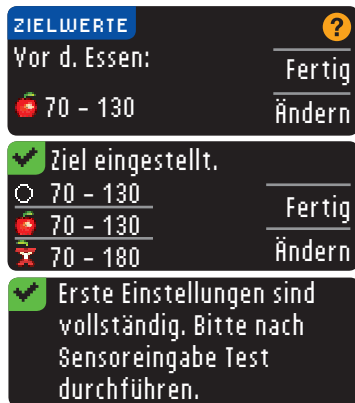 ZIELWERTE ?
Vor d. Essen:
Fertig
70 - 130
Ändern
Ziel eingestellt.
70 - 130
Fertig
70 - 130
70 - 180
Ändern
Erste Einstellungen sind
vollständig. Bitte nach
Sensoreingabe Test
durchführen.